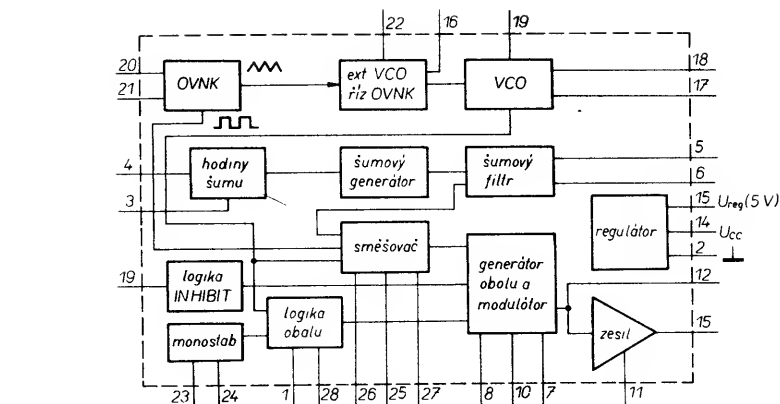 22 16 19
20 OVNK ext VCO VCO 18
21 říz OVNK 17
4 hodiny šumový šumový 5
šumu generátor filtr 6
3 15 Ureg(5 V)
regulátor 14 Ucc
směšovač 2
generátor
19 logika obolu a 12
INHIBIT modulátor
logika
monostab obalu zesil 15
23 24 1 28 26 25 27 8 10 7 11